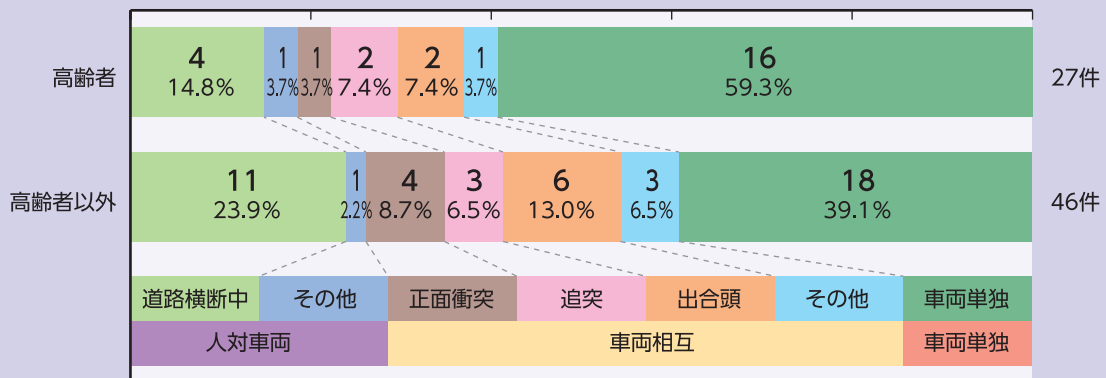 4 1 1 2 2 1 16
高齢者 14.8% 3.7% 3.7% 7.4% 7.4% 3.7% 59.3% 27件
11 1 4 3 6 3 18
高齢者以外 23.9% 2.2% 8.7% 6.5% 13.0% 6.5% 39.1% 46件
道路横断中 その他 正面衝突 追突 出合頭 その他 車両単独
人対車両 車両相互 車両単独